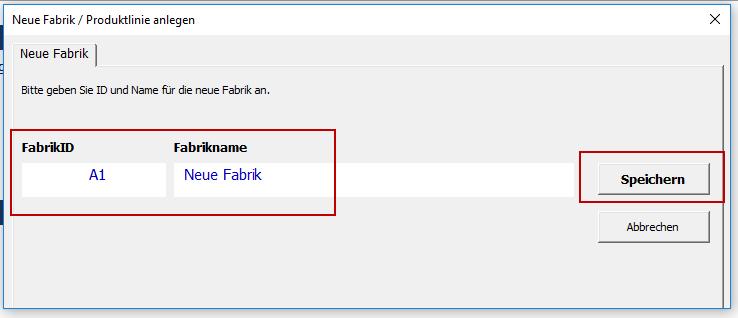 Neue Fabrik / Produktlinie anlegen
Neue Fabrik
Bitte geben Sie ID und Name für die neue Fabrik an.
FabrikID Fabrikname
A1 Neue Fabrik
Speichern
Abbrechen